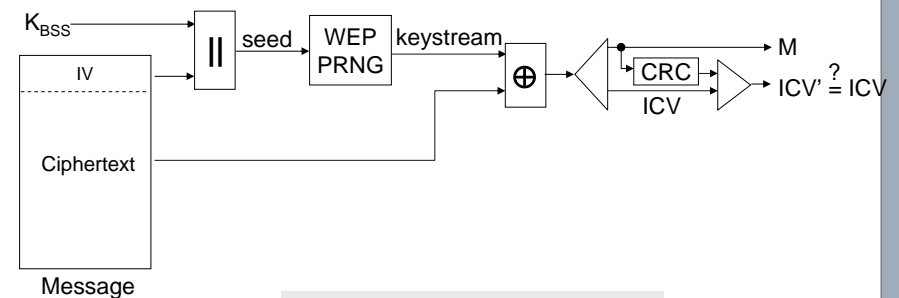 K_BSS
IV
Ciphertext
Message
||
seed
WEP
PRNG
keystream
⊕
M
CRC
ICV
?
ICV' = ICV